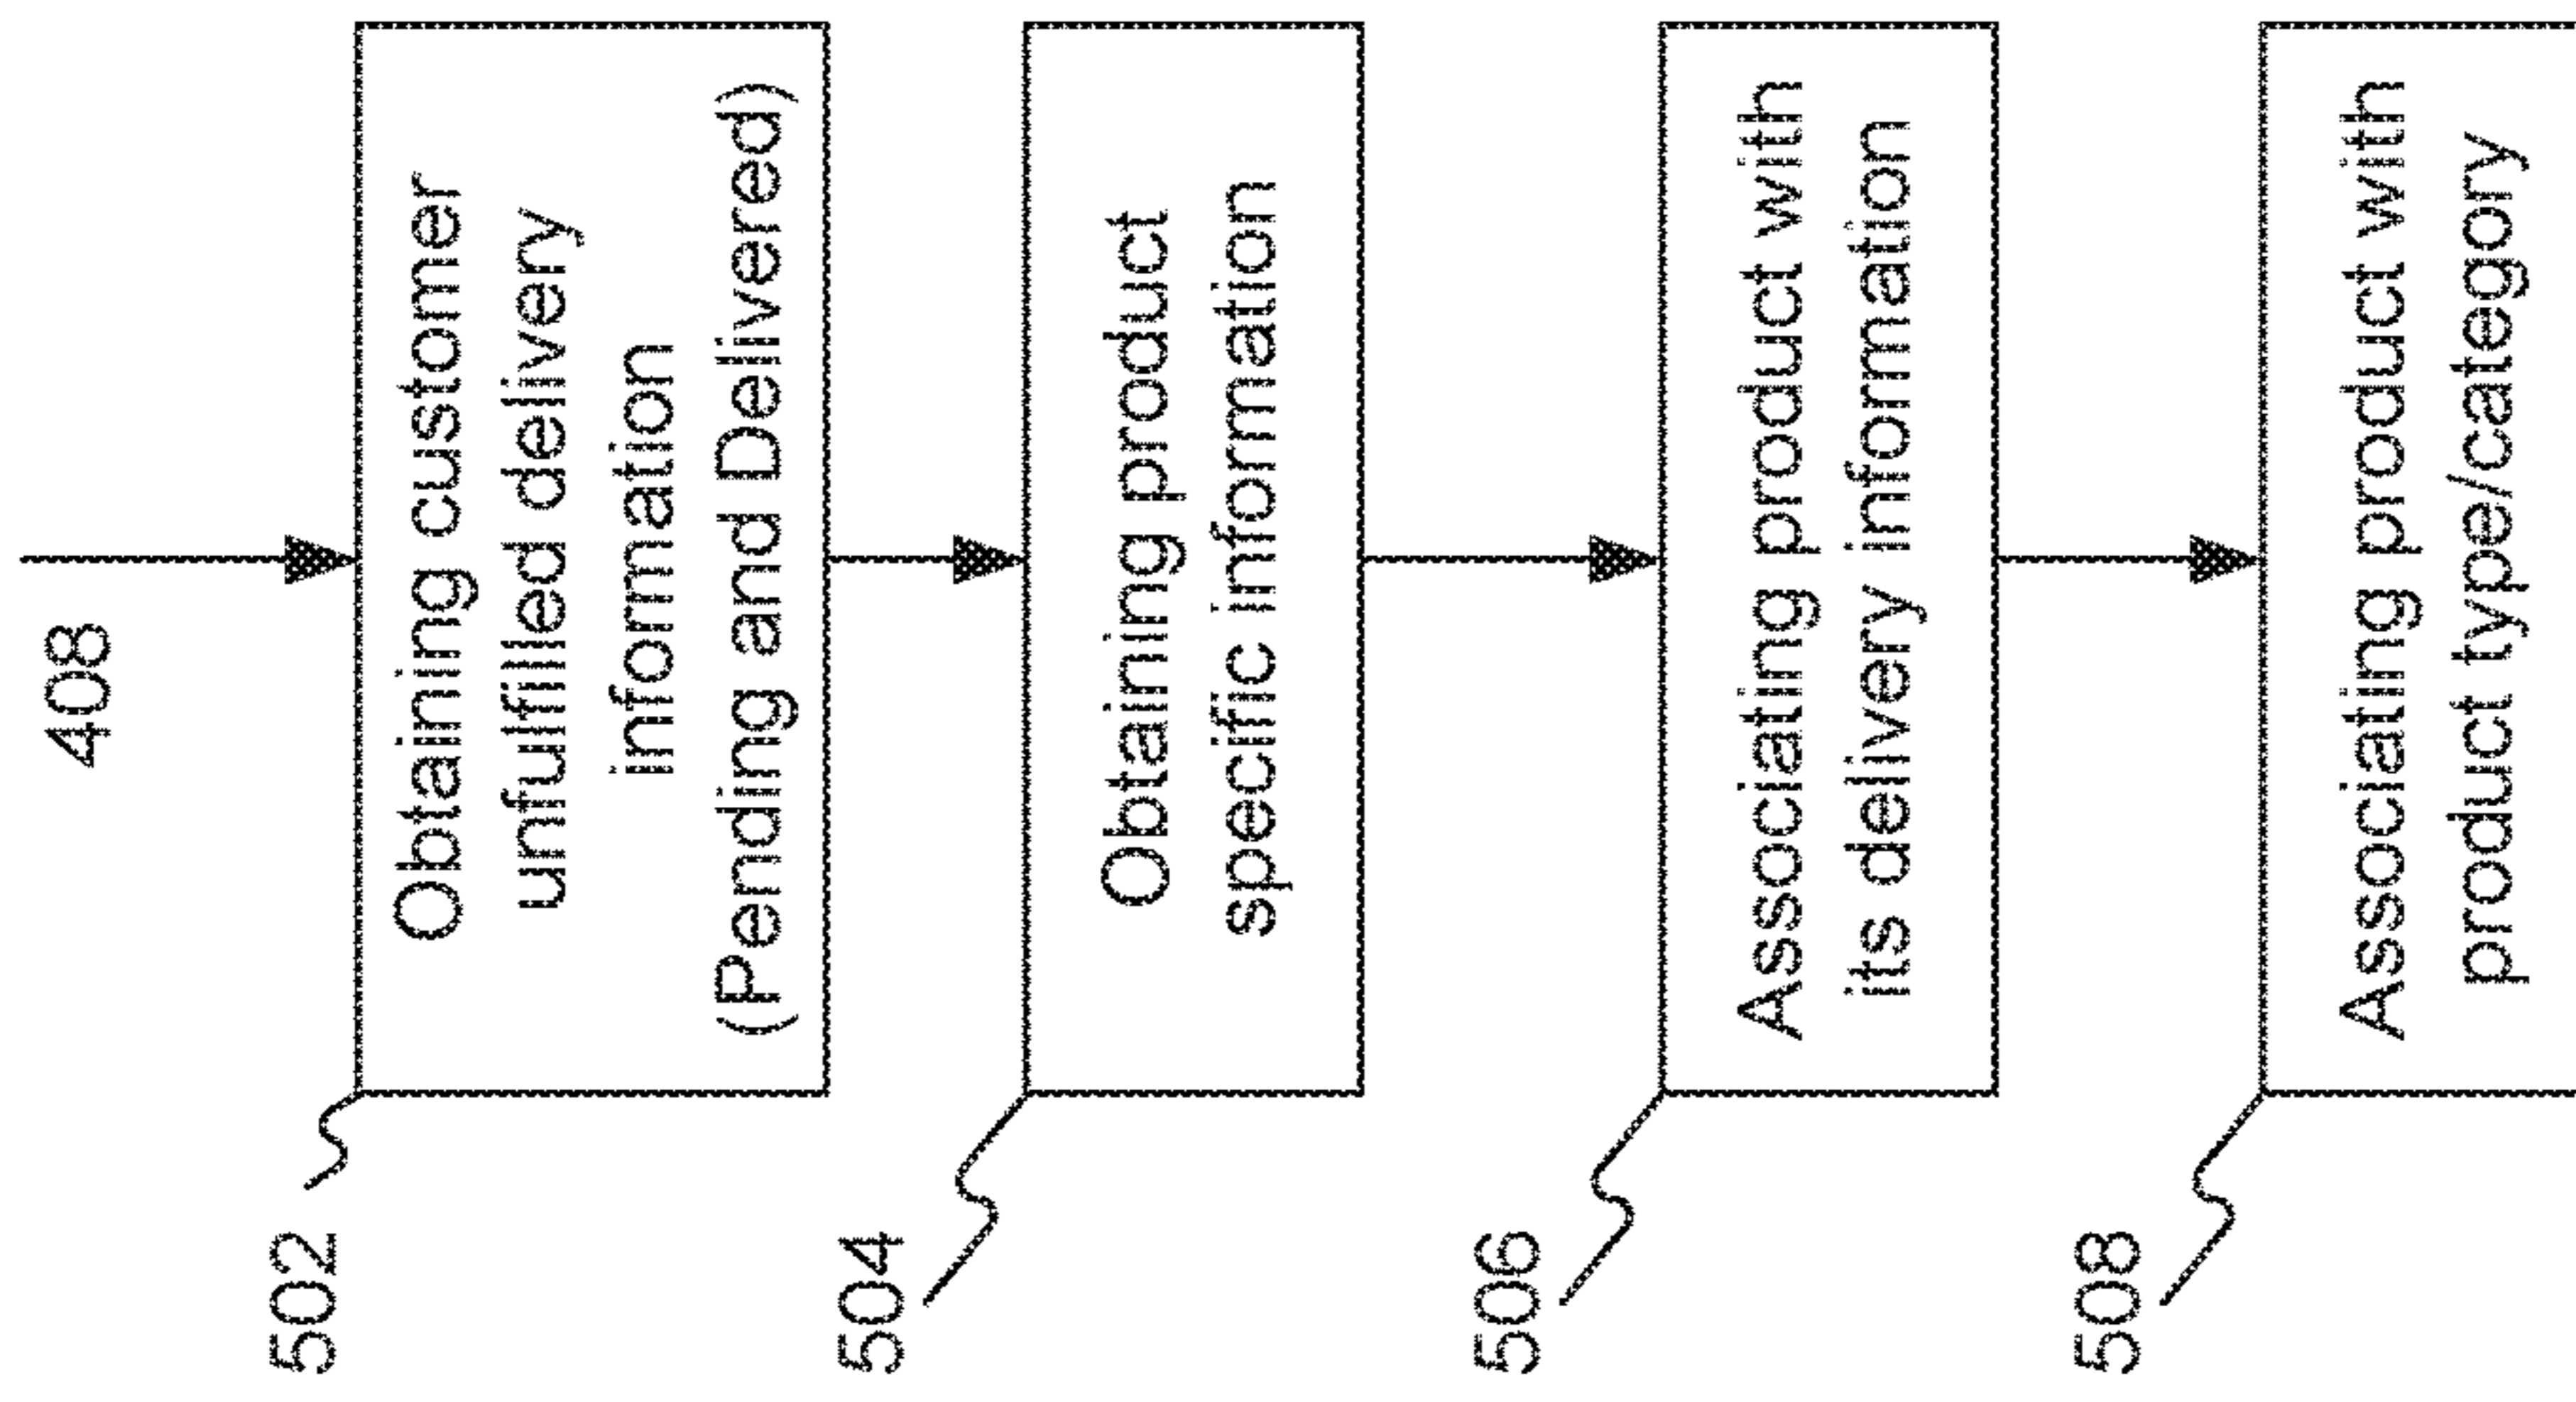 408
502
Obtaining customer
unfulfilled delivery
information
(Pending and Delivered)
504
Obtaining product
specific information
506
Associating product with
its delivery information
508
Associating product with
product type/category